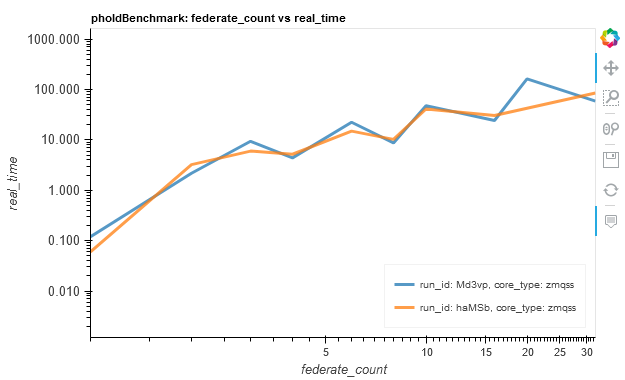 pholdBenchmark: federate_count vs real_time
1000.000
100.000
10.000
1.000
0.100
0.010
real_time
run_id: Md3vp, core_type: zmqss
run_id: haMSb, core_type: zmqss
5
10
15
20
25
30
federate_count